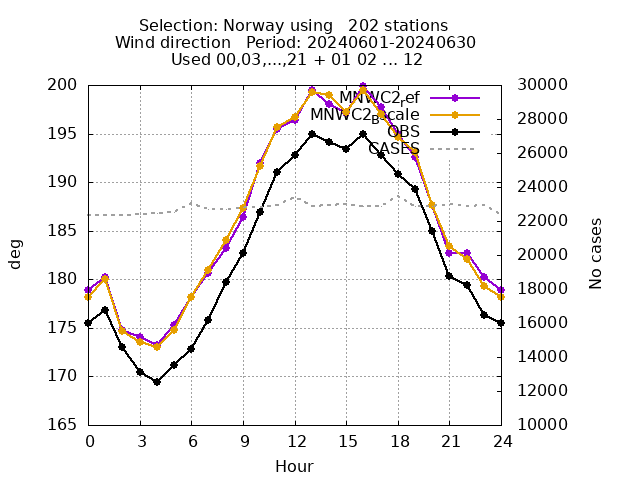 Selection: Norway using   202 stations
Wind direction   Period: 20240601-20240630
Used 00,03,...,21 + 01 02 ... 12
200
195
190
185
180
175
170
165
deg
30000
28000
26000
24000
22000
20000
18000
16000
14000
12000
10000
No cases
MNWC2ref
MNWC2Bscale
OBS
CASES
0 3 6 9 12 15 18 21 24
Hour